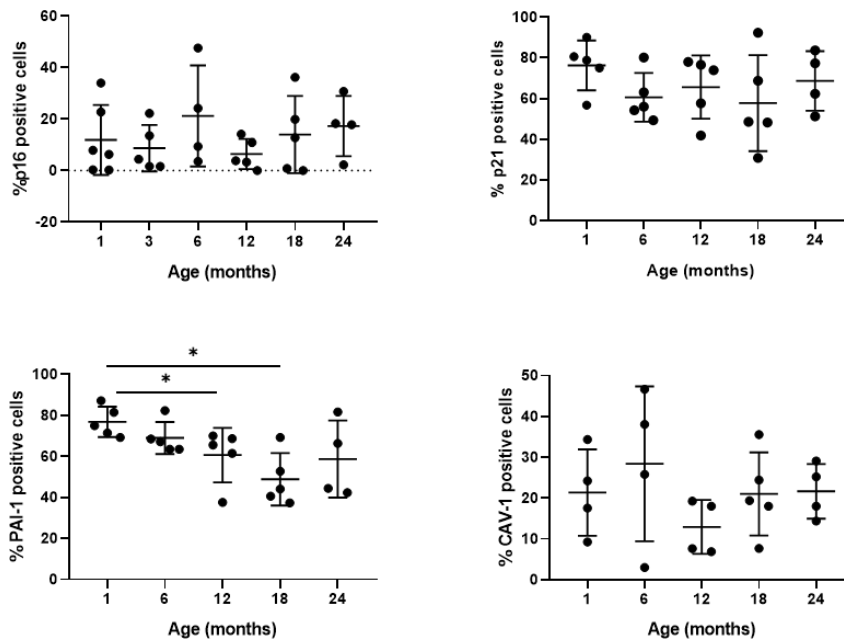 %p16 positive cells
60
40
20
0
-20
1 3 6 12 18 24
Age (months)
% p21 positive cells
100
80
60
40
20
0
1 6 12 18 24
Age (months)
% PAI-1 positive cells
100
80
60
40
20
0
*
*
1 6 12 18 24
Age (months)
% CAV-1 positive cells
50
40
30
20
10
0
1 6 12 18 24
Age (months)